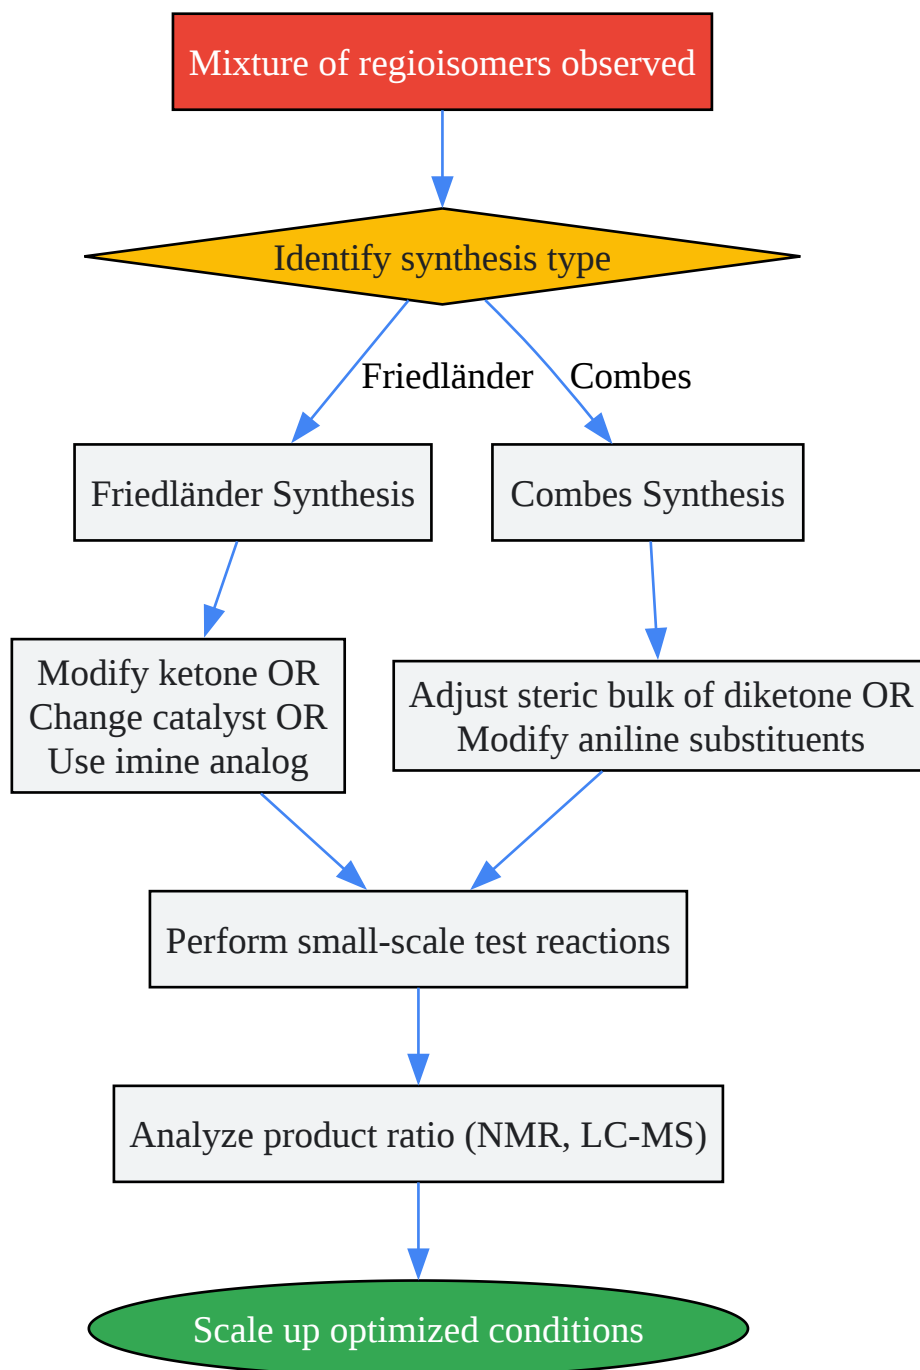 Mixture of regioisomers observed
Identify synthesis type
Friedländer
Combes
Friedländer Synthesis
Combes Synthesis
Modify ketone OR
Change catalyst OR
Use imine analog
Adjust steric bulk of diketone OR
Modify aniline substituents
Perform small-scale test reactions
Analyze product ratio (NMR, LC-MS)
Scale up optimized conditions